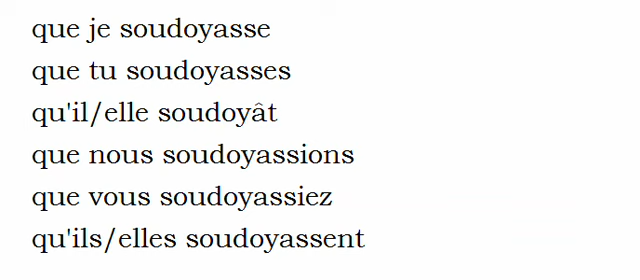 que je soudoyasse
que tu soudoyasses
qu'il/elle soudoyât
que nous soudoyassions
que vous soudoyassiez
qu'ils/elles soudoyassent